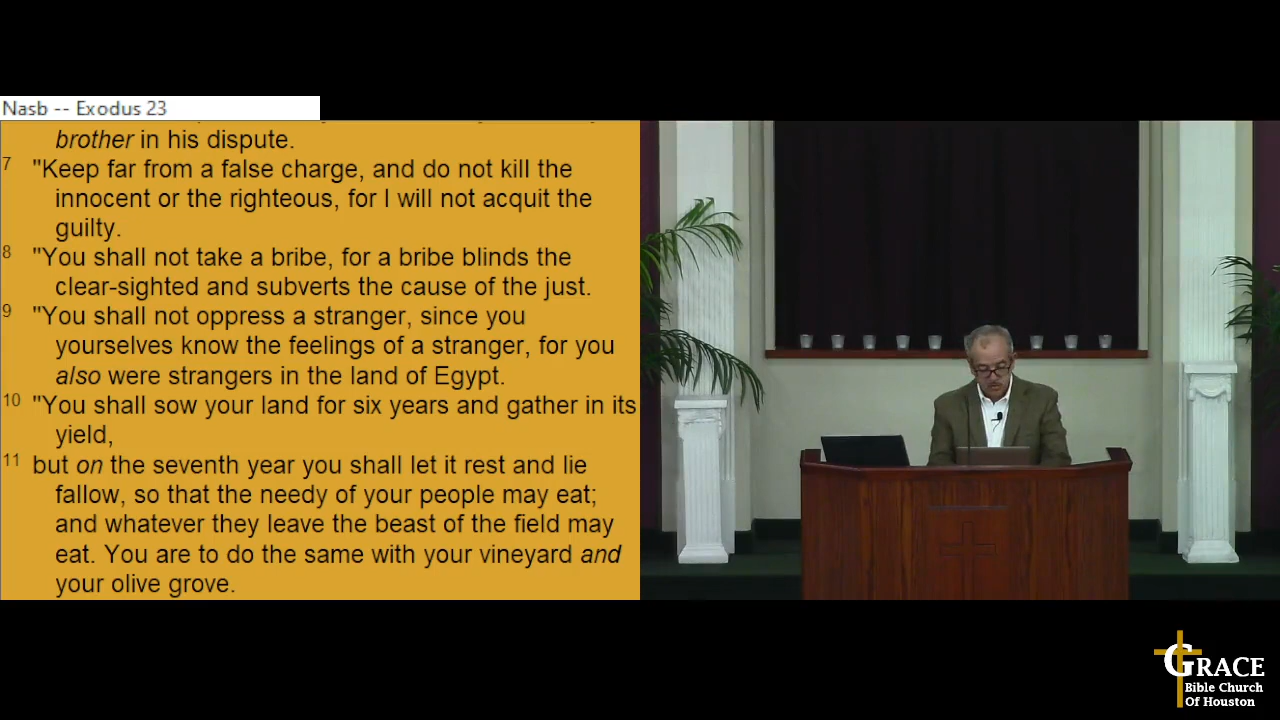 Nasb -- Exodus 23
brother in his dispute.
7 "Keep far from a false charge, and do not kill the
innocent or the righteous, for I will not acquit the
guilty.
8 "You shall not take a bribe, for a bribe blinds the
clear-sighted and subverts the cause of the just.
9 "You shall not oppress a stranger, since you
yourselves know the feelings of a stranger, for you
also were strangers in the land of Egypt.
10 "You shall sow your land for six years and gather in its
yield,
11 but on the seventh year you shall let it rest and lie
fallow, so that the needy of your people may eat;
and whatever they leave the beast of the field may
eat. You are to do the same with your vineyard and
your olive grove.
GRACE
Bible Church
Of Houston